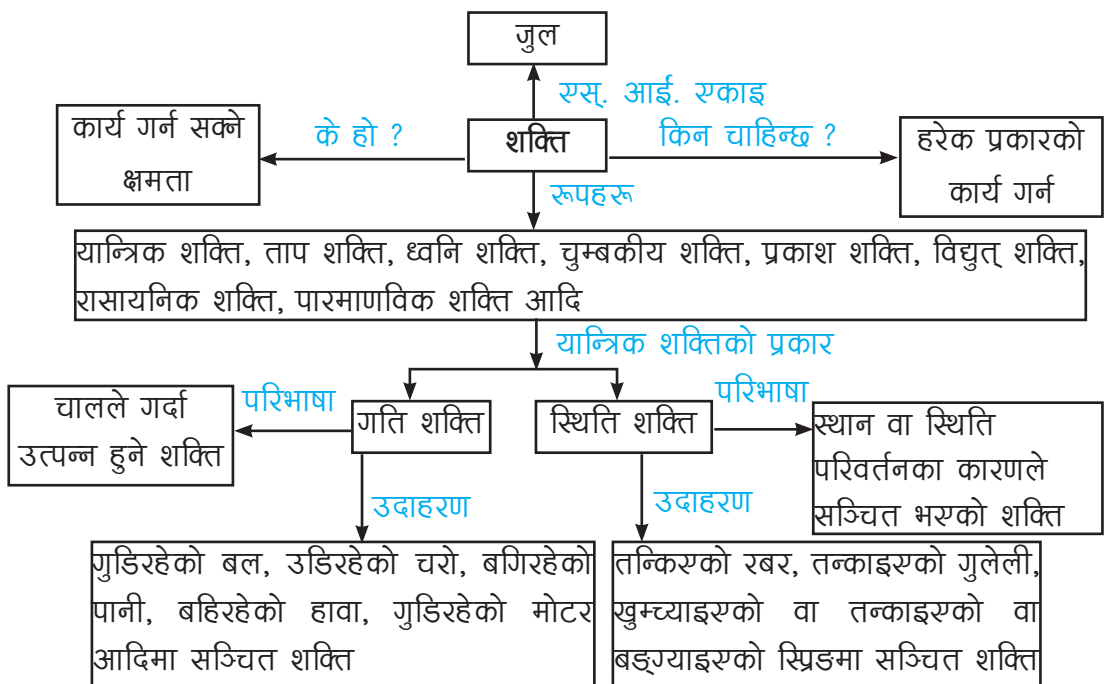 जुल
एस्. आई. एकाइ
कार्य गर्न सक्ने
क्षमता
के हो ?
शक्ति
किन चाहिन्छ ?
हरेक प्रकारको
कार्य गर्न
रूपहरू
यान्त्रिक शक्ति, ताप शक्ति, ध्वनि शक्ति, चुम्बकीय शक्ति, प्रकाश शक्ति, विद्युत् शक्ति,
रासायनिक शक्ति, पारमाणविक शक्ति आदि
यान्त्रिक शक्तिको प्रकार
चालले गर्दा
उत्पन्न हुने शक्ति
परिभाषा
गति शक्ति
स्थिति शक्ति
परिभाषा
स्थान वा स्थिति
परिवर्तनका कारणले
सञ्चित भएको शक्ति
उदाहरण
उदाहरण
गुडिरहेको बल, उडिरहेको चरो, बगिरहेको
पानी, बहिरहेको हावा, गुडिरहेको मोटर
आदिमा सञ्चित शक्ति
तन्किएको रबर, तन्काइएको गुलेली,
खुम्च्याइएको वा तन्काइएको वा
बङ्ग्याइएको स्प्रिङमा सञ्चित शक्ति